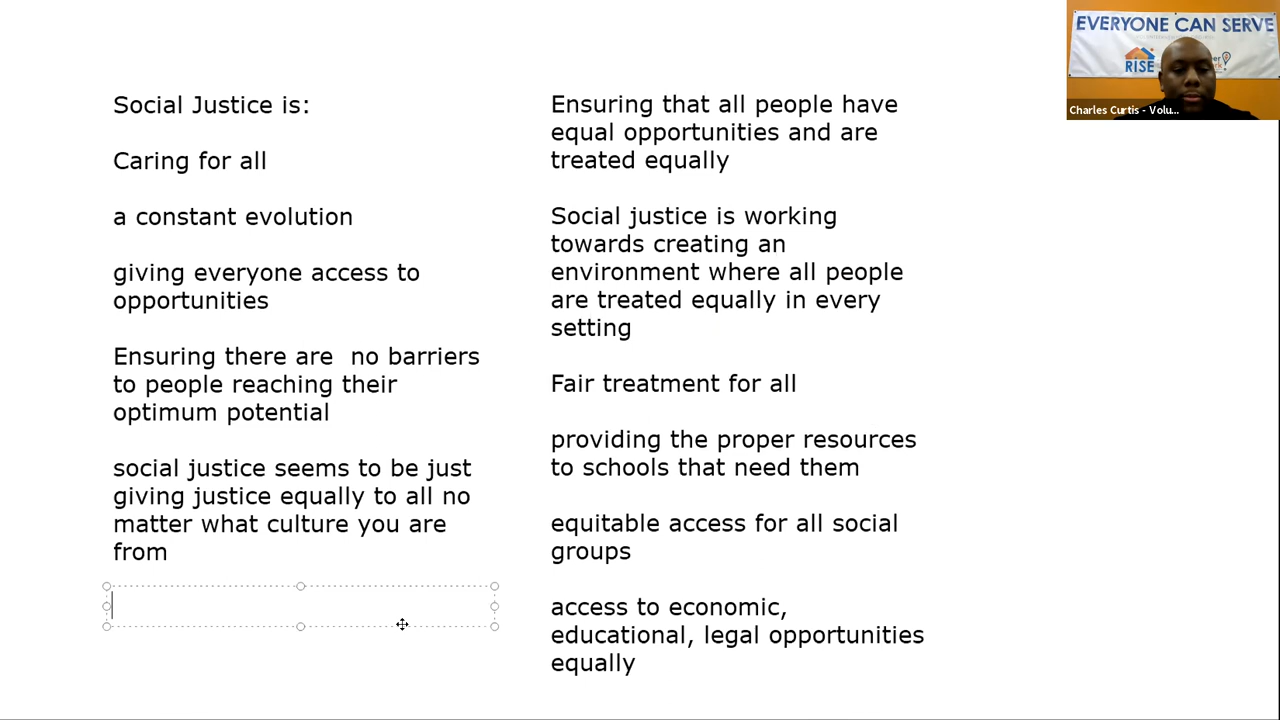 Social Justice is:
Caring for all
a constant evolution
giving everyone access to
opportunities
Ensuring there are  no barriers
to people reaching their
optimum potential
social justice seems to be just
giving justice equally to all no
matter what culture you are
from
Ensuring that all people have
equal opportunities and are
treated equally
Social justice is working
towards creating an
environment where all people
are treated equally in every
setting
Fair treatment for all
providing the proper resources
to schools that need them
equitable access for all social
groups
access to economic,
educational, legal opportunities
equally
EVERYONE CAN SERVE
RISE
Charles Curtis - Volu...